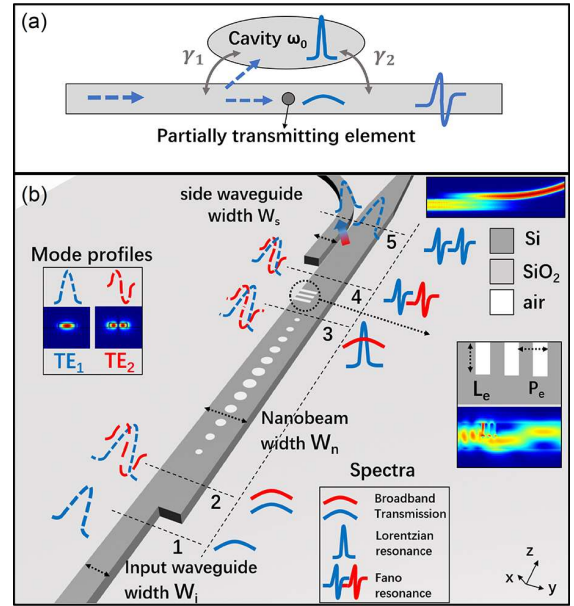 (a)
Cavity ω₀
γ₁
γ₂
Partially transmitting element
(b)
side waveguide
width Wₛ
Mode profiles
TE₁
TE₂
5
4
3
2
1
Si
SiO₂
air
Lₑ
Pₑ
Nanobeam
width Wₙ
Input waveguide
width Wᵢ
Spectra
Broadband
Transmission
Lorentzian
resonance
Fano
resonance
z
x
y